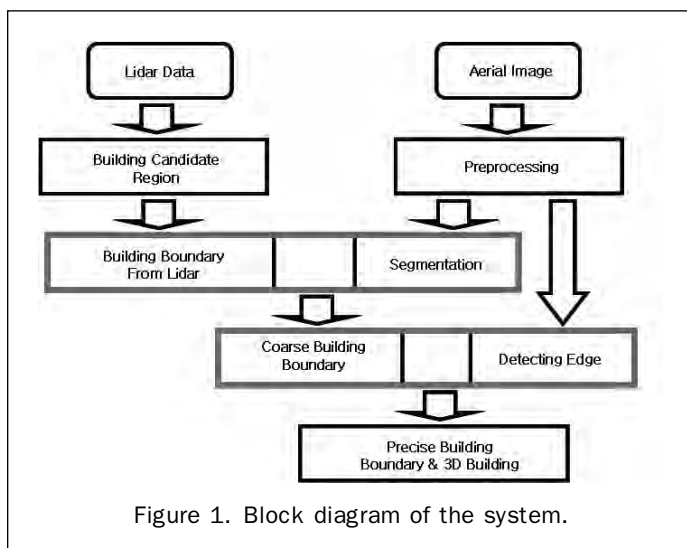 Lidar Data
Aerial Image
Building Candidate
Region
Preprocessing
Building Boundary
From Lidar
Segmentation
Coarse Building
Boundary
Detecting Edge
Precise Building
Boundary & 3D Building
Figure 1. Block diagram of the system.